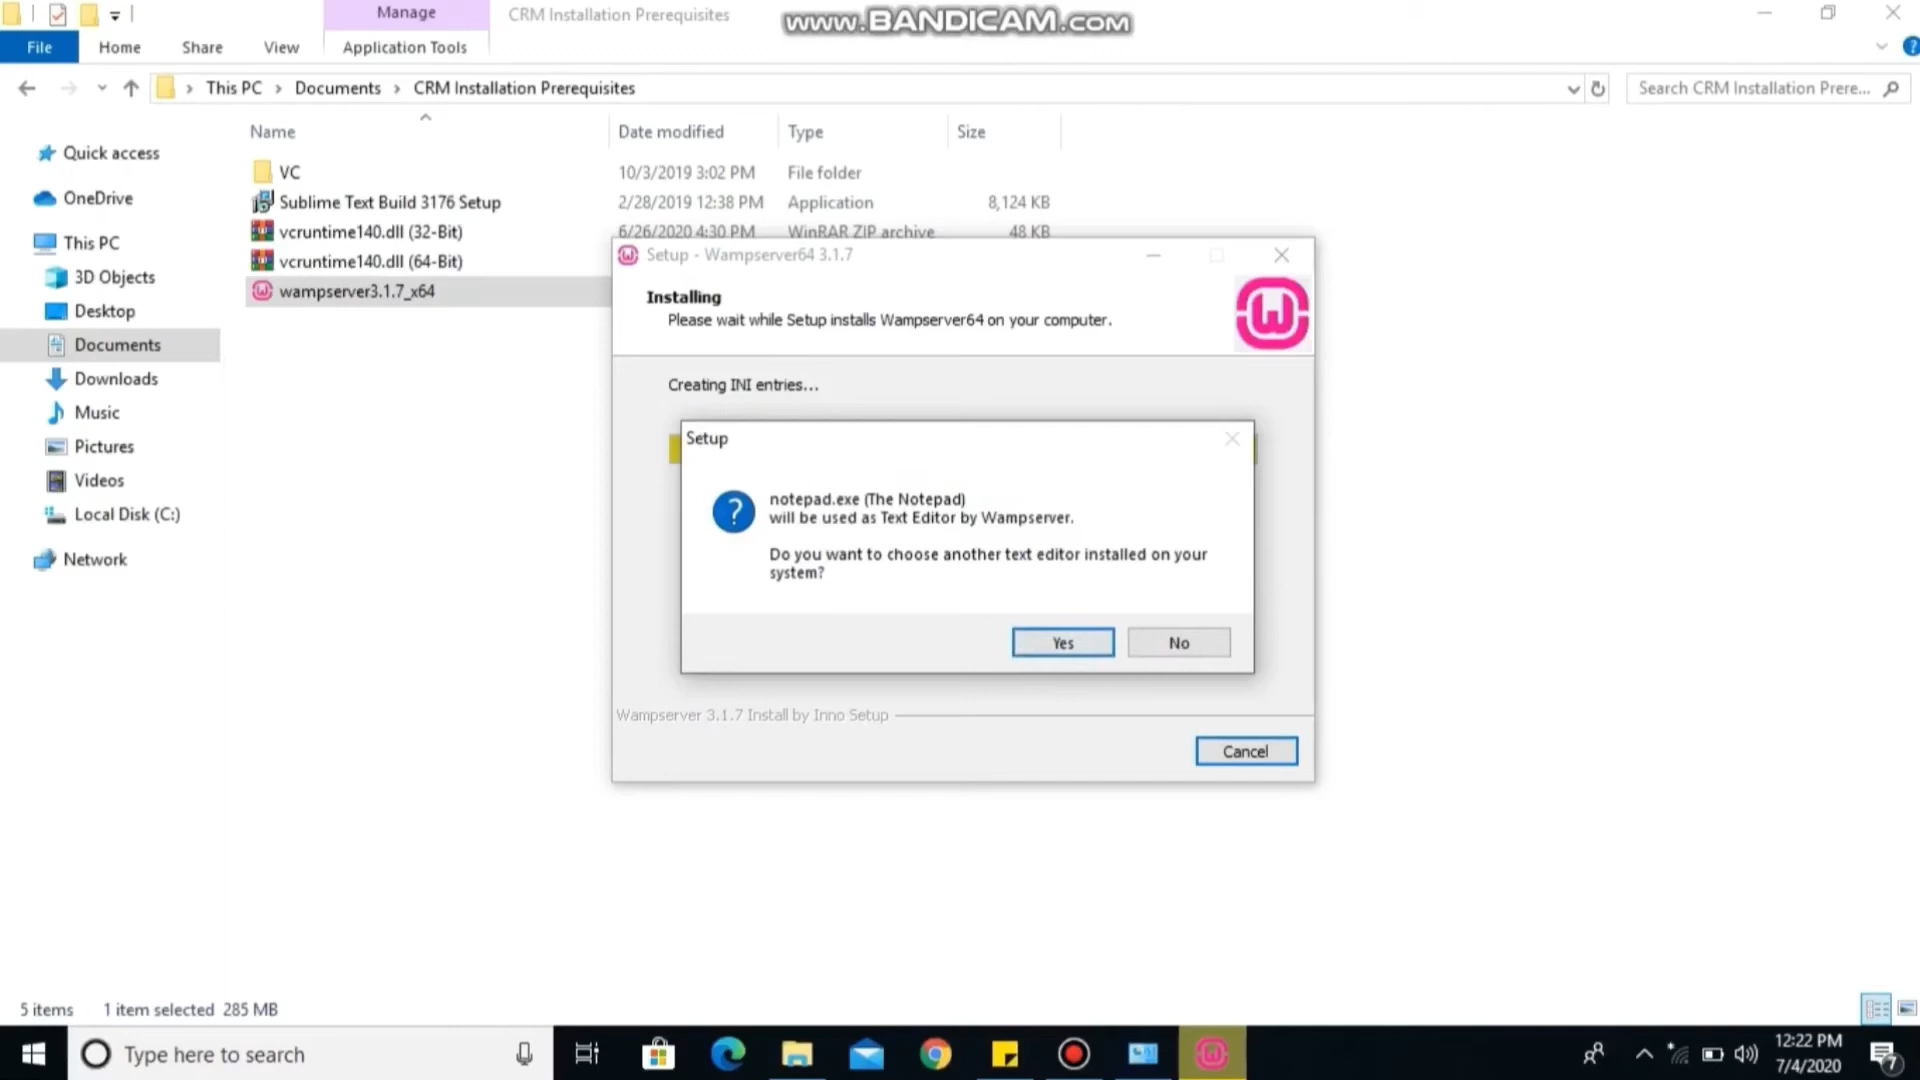 Manage
CRM Installation Prerequisites
www.BANDICAM.com
File
Home
Share
View
Application Tools
This PC
Documents
CRM Installation Prerequisites
Search CRM Installation Prere...
Name
Date modified
Type
Size
Quick access
OneDrive
This PC
3D Objects
Desktop
Documents
Downloads
Music
Pictures
Videos
Local Disk (C:)
Network
VC
10/3/2019 3:02 PM
File folder
Sublime Text Build 3176 Setup
2/28/2019 12:38 PM
Application
8,124 KB
vcruntime140.dll (32-Bit)
6/26/2020 4:30 PM
WinRAR ZIP archive
48 KB
vcruntime140.dll (64-Bit)
wampserver3.1.7_x64
Setup - Wampserver64 3.1.7
Installing
Please wait while Setup installs Wampserver64 on your computer.
Creating INI entries...
Setup
notepad.exe (The Notepad)
will be used as Text Editor by Wampserver.
Do you want to choose another text editor installed on your
system?
Yes
No
Wampserver 3.1.7 Install by Inno Setup
Cancel
5 items
1 item selected 285 MB
Type here to search
12:22 PM
7/4/2020
7